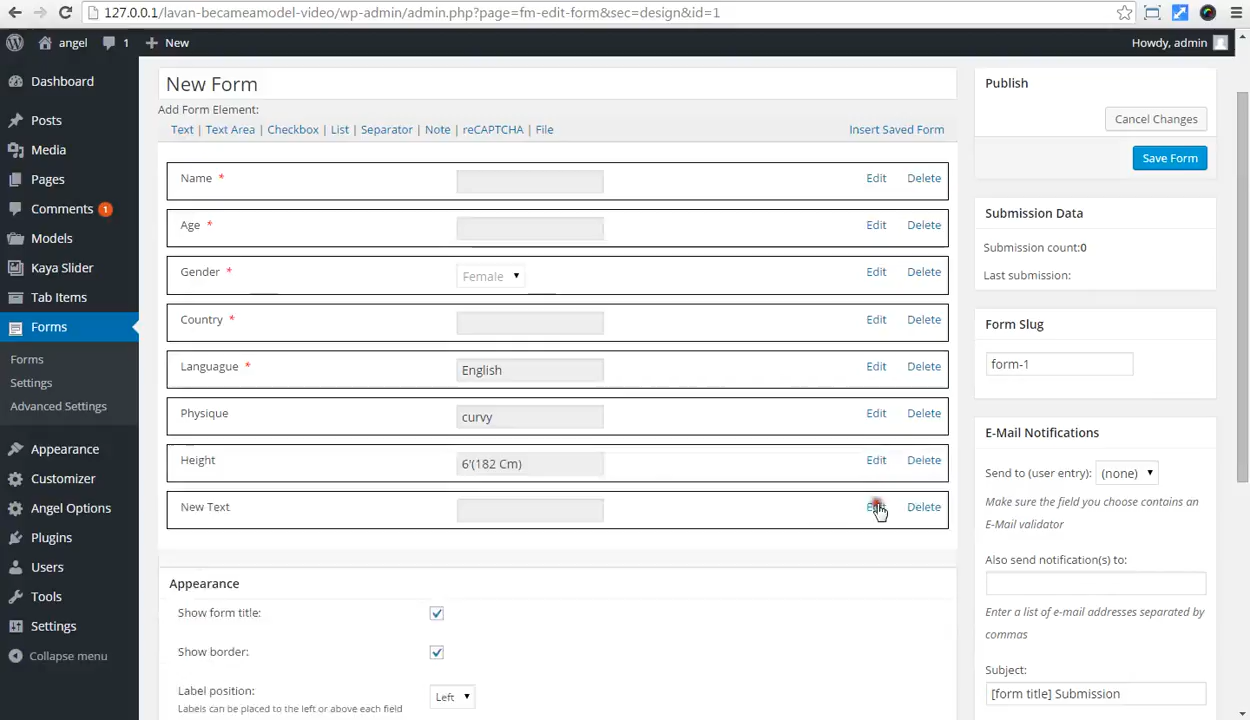 127.0.0.1/lavan-becameamodel-video/wp-admin/admin.php?page=fm-edit-form&sec=design&id=1
angel 1 New Howdy, admin
Dashboard
Posts
Media
Pages
Comments 1
Models
Kaya Slider
Tab Items
Forms
Forms
Settings
Advanced Settings
Appearance
Customizer
Angel Options
Plugins
Users
Tools
Settings
Collapse menu
New Form
Add Form Element:
Text | Text Area | Checkbox | List | Separator | Note | reCAPTCHA | File Insert Saved Form
Name * Edit Delete
Age * Edit Delete
Gender * Female Edit Delete
Country * Edit Delete
Languague * English Edit Delete
Physique curvy Edit Delete
Height 6'(182 Cm) Edit Delete
New Text Edit Delete
Appearance
Show form title:
Show border:
Label position: Left
Labels can be placed to the left or above each field
Publish
Cancel Changes
Save Form
Submission Data
Submission count:0
Last submission:
Form Slug
form-1
E-Mail Notifications
Send to (user entry): (none)
Make sure the field you choose contains an
E-Mail validator
Also send notification(s) to:
Enter a list of e-mail addresses separated by
commas
Subject:
[form title] Submission